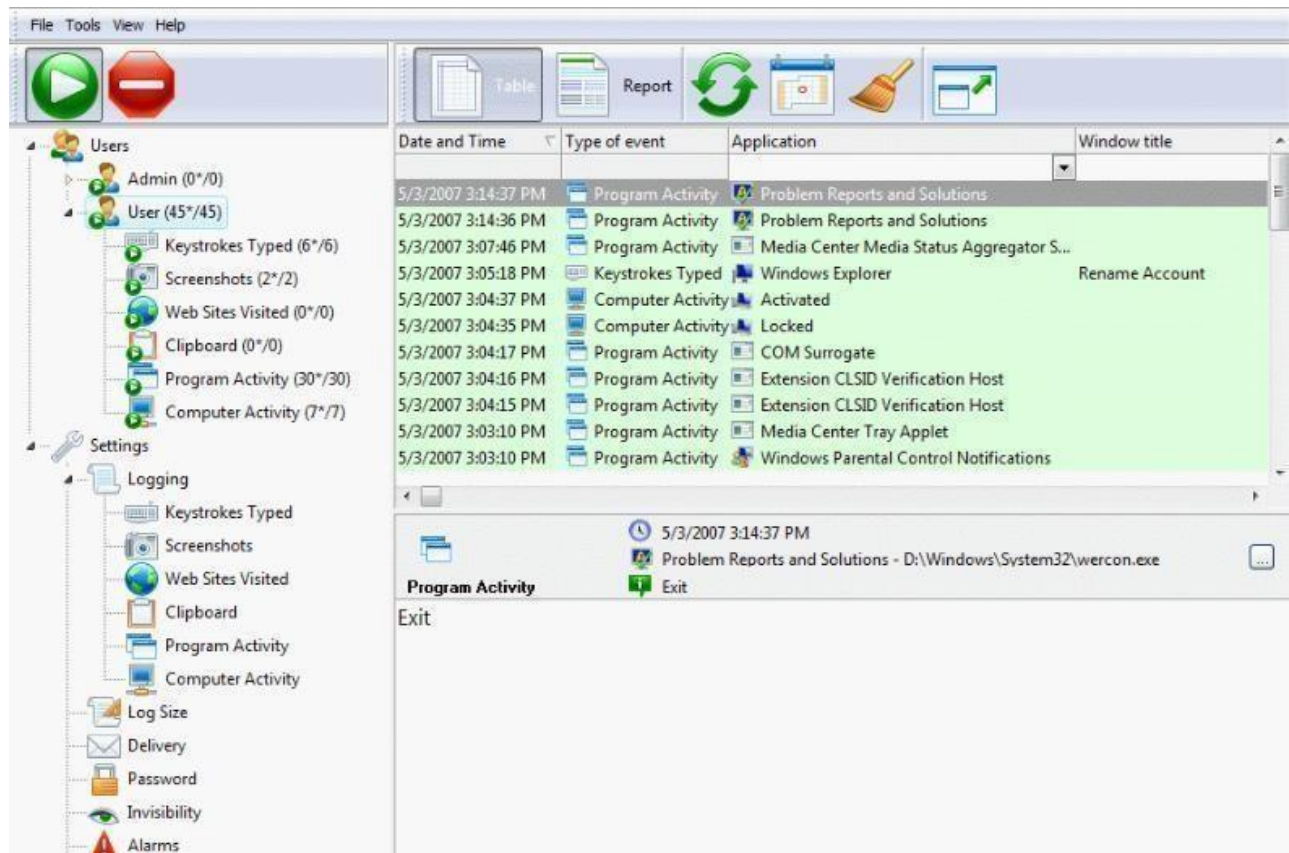 File Tools View Help
Table Report
Users
Admin (0*/0)
User (45*/45)
Keystrokes Typed (6*/6)
Screenshots (2*/2)
Web Sites Visited (0*/0)
Clipboard (0*/0)
Program Activity (30*/30)
Computer Activity (7*/7)
Settings
Logging
Keystrokes Typed
Screenshots
Web Sites Visited
Clipboard
Program Activity
Computer Activity
Log Size
Delivery
Password
Invisibility
Alarms
Date and Time Type of event Application Window title
5/3/2007 3:14:37 PM Program Activity Problem Reports and Solutions
5/3/2007 3:14:36 PM Program Activity Problem Reports and Solutions
5/3/2007 3:07:46 PM Program Activity Media Center Media Status Aggregator S...
5/3/2007 3:05:18 PM Keystrokes Typed Windows Explorer Rename Account
5/3/2007 3:04:37 PM Computer Activity Activated
5/3/2007 3:04:35 PM Computer Activity Locked
5/3/2007 3:04:17 PM Program Activity COM Surrogate
5/3/2007 3:04:16 PM Program Activity Extension CLSID Verification Host
5/3/2007 3:04:15 PM Program Activity Extension CLSID Verification Host
5/3/2007 3:03:10 PM Program Activity Media Center Tray Applet
5/3/2007 3:03:10 PM Program Activity Windows Parental Control Notifications
5/3/2007 3:14:37 PM
Problem Reports and Solutions - D:\Windows\System32\wercon.exe
...
Program Activity Exit
Exit